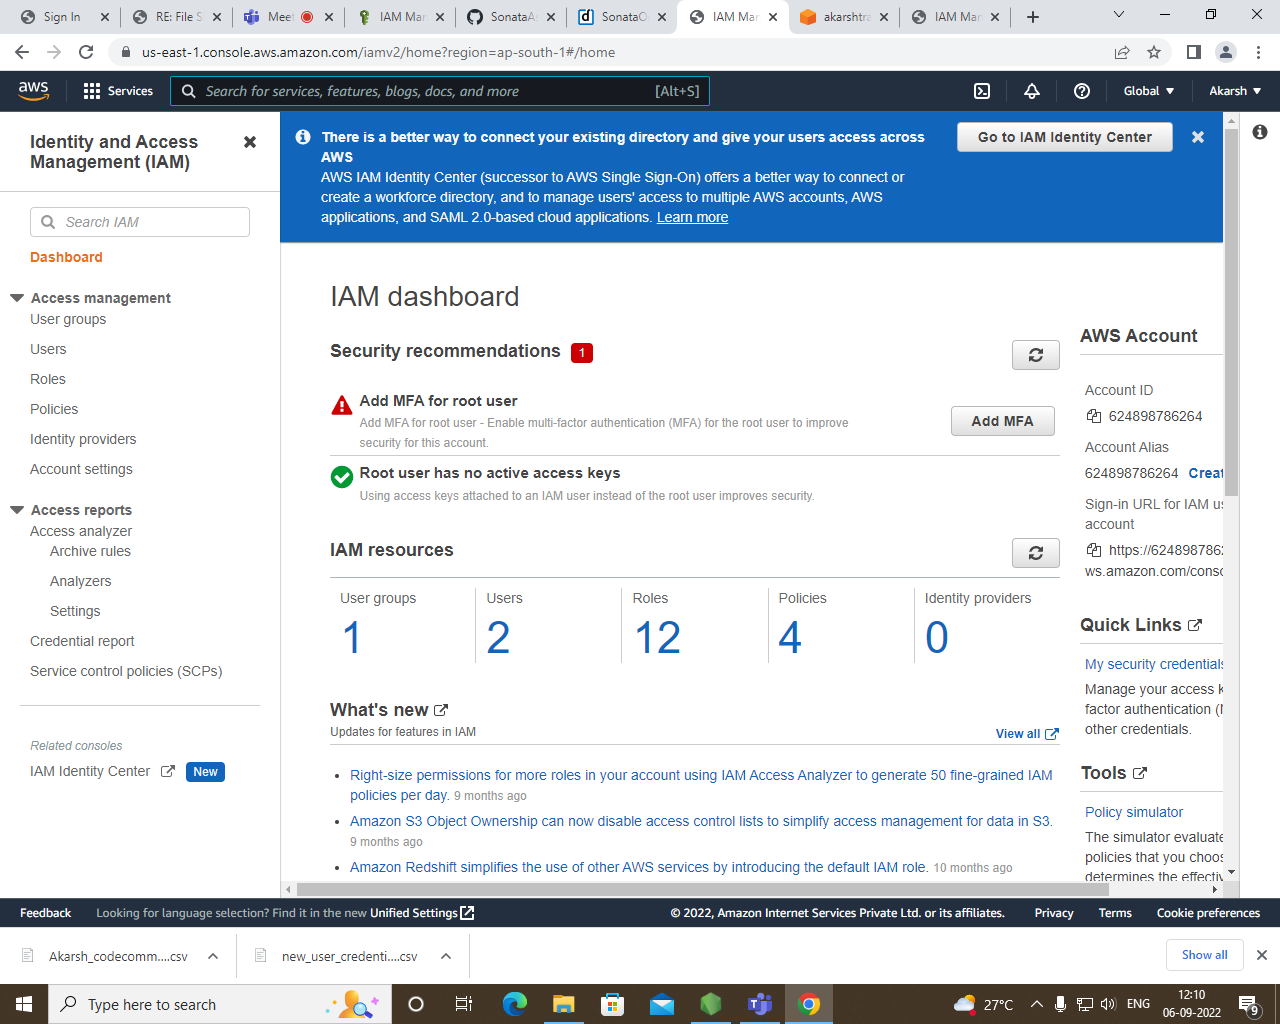 Sign In
RE: File S
Meet
IAM Man
SonataAs
SonataO
IAM Man
akarshtra
IAM Man
us-east-1.console.aws.amazon.com/iamv2/home?region=ap-south-1#/home
aws
Services
Search for services, features, blogs, docs, and more
[Alt+S]
Global
Akarsh
Identity and Access
Management (IAM)
Search IAM
Dashboard
Access management
User groups
Users
Roles
Policies
Identity providers
Account settings
Access reports
Access analyzer
Archive rules
Analyzers
Settings
Credential report
Service control policies (SCPs)
Related consoles
IAM Identity Center
New
There is a better way to connect your existing directory and give your users access across
AWS
AWS IAM Identity Center (successor to AWS Single Sign-On) offers a better way to connect or
create a workforce directory, and to manage users' access to multiple AWS accounts, AWS
applications, and SAML 2.0-based cloud applications. Learn more
Go to IAM Identity Center
IAM dashboard
Security recommendations 1
Add MFA for root user
Add MFA for root user - Enable multi-factor authentication (MFA) for the root user to improve
security for this account.
Add MFA
Root user has no active access keys
Using access keys attached to an IAM user instead of the root user improves security.
IAM resources
User groups
1
Users
2
Roles
12
Policies
4
Identity providers
0
What's new
Updates for features in IAM
View all
Right-size permissions for more roles in your account using IAM Access Analyzer to generate 50 fine-grained IAM
policies per day. 9 months ago
Amazon S3 Object Ownership can now disable access control lists to simplify access management for data in S3.
9 months ago
Amazon Redshift simplifies the use of other AWS services by introducing the default IAM role. 10 months ago
AWS Account
Account ID
624898786264
Account Alias
624898786264 Creat
Sign-in URL for IAM us
account
https://6248987862
ws.amazon.com/conso
Quick Links
My security credentials
Manage your access k
factor authentication (M
other credentials.
Tools
Policy simulator
The simulator evaluate
policies that you choos
determines the effectiv
Feedback
Looking for language selection? Find it in the new Unified Settings
© 2022, Amazon Internet Services Private Ltd. or its affiliates.
Privacy
Terms
Cookie preferences
Akarsh_codecomm....csv
new_user_credenti....csv
Show all
Type here to search
27°C
ENG
12:10
06-09-2022
9